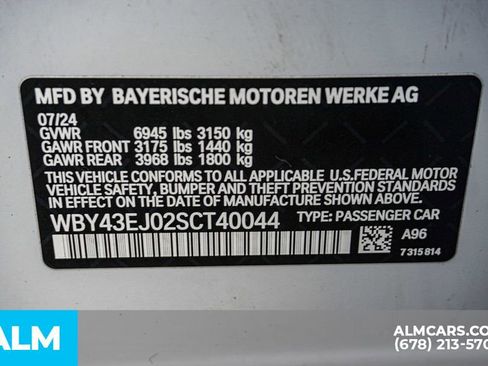 MFD BY BAYERISCHE MOTOREN WERKE AG
07/24
GVWR 6945 lbs 3150 kg
GAWR FRONT 3175 lbs 1440 kg
GAWR REAR 3968 lbs 1800 kg
THIS VEHICLE CONFORMS TO ALL APPLICABLE U.S.FEDERAL MOTOR
VEHICLE SAFETY, BUMPER AND THEFT PREVENTION STANDARDS
IN EFFECT ON THE DATE OF MANUFACTURE SHOWN ABOVE.
WBY43EJ02SCT40044 TYPE: PASSENGER CAR
A96
7315814
ALM
ALMCARS.CO
(678) 213-570